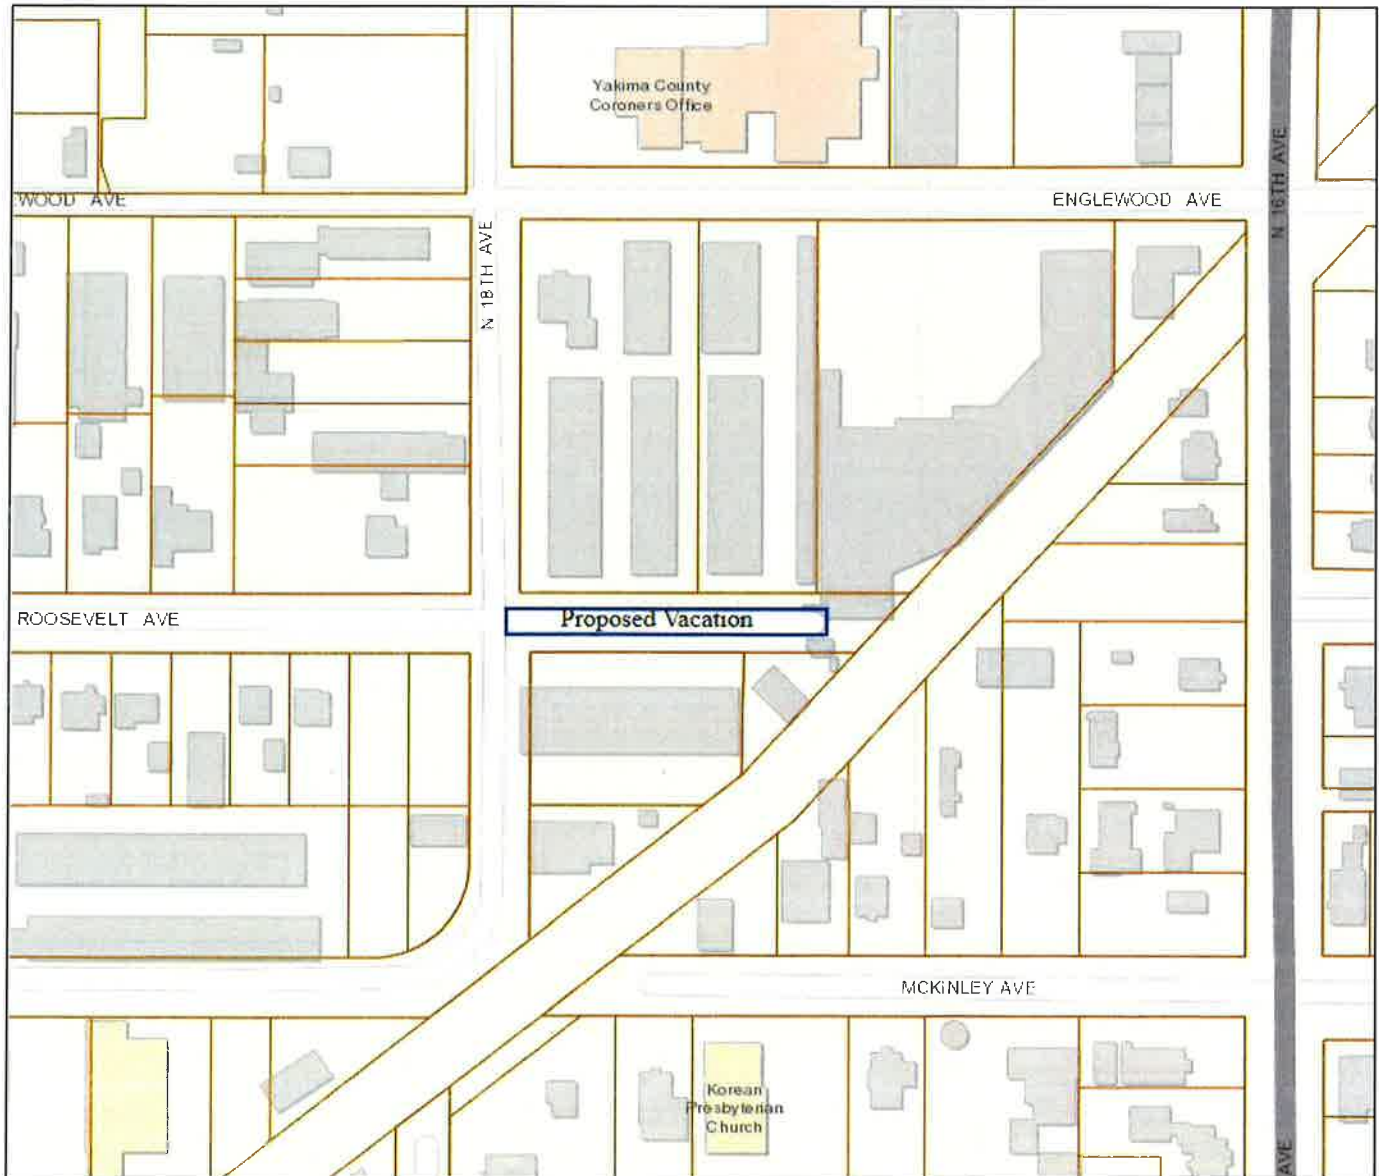 Yakima County
Coroners Office
WOOD AVE
ENGLEWOOD AVE
N 16TH AVE
N 18TH AVE
ROOSEVELT AVE
Proposed Vacation
MCKINLEY AVE
Korean
Presbyterian
Church
AVE